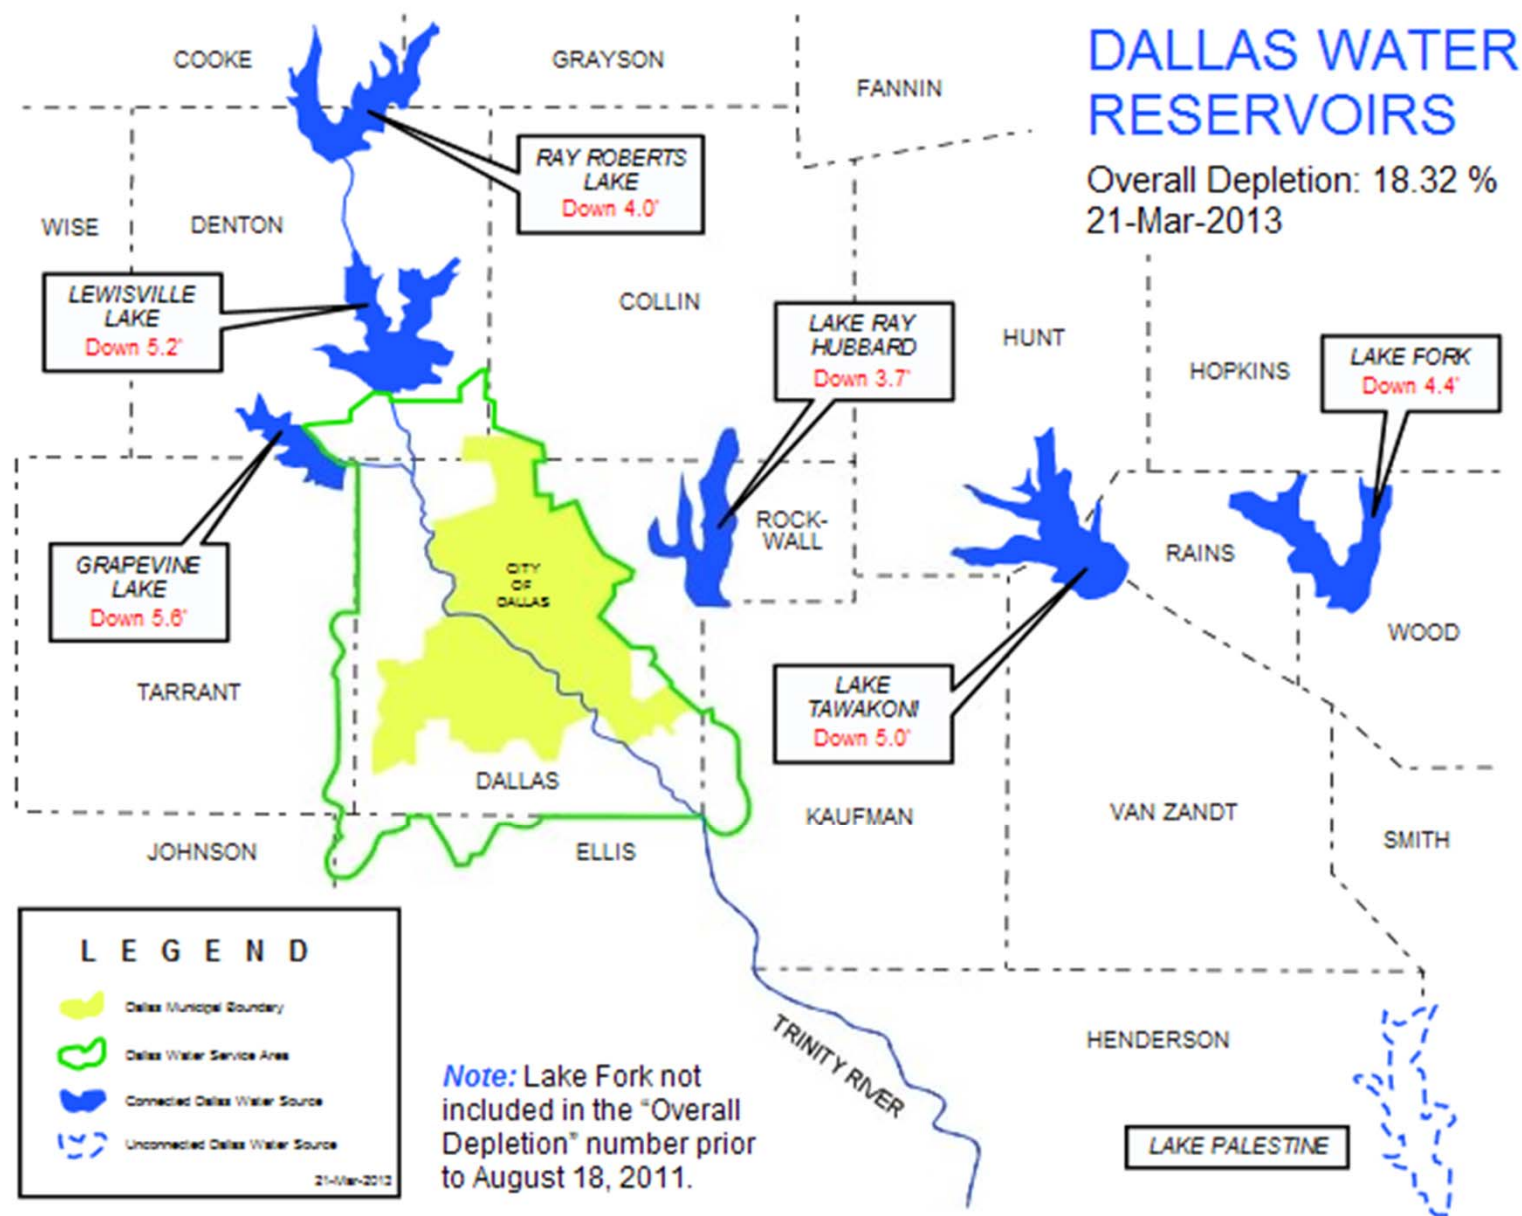 DALLAS WATER
RESERVOIRS
Overall Depletion: 18.32 %
21-Mar-2013
COOKE
GRAYSON
FANNIN
RAY ROBERTS
LAKE
Down 4.0'
WISE
DENTON
LEWISVILLE
LAKE
Down 5.2'
COLLIN
LAKE RAY
HUBBARD
Down 3.7'
HUNT
HOPKINS
LAKE FORK
Down 4.4'
GRAPEVINE
LAKE
Down 5.6'
CITY
OF
DALLAS
ROCK-
WALL
RAINS
WOOD
TARRANT
LAKE
TAWAKONI
Down 5.0'
DALLAS
KAUFMAN
VAN ZANDT
SMITH
JOHNSON
ELLIS
LEGEND
Dallas Municipal Boundary
Dallas Water Service Area
Connected Dallas Water Source
Unconnected Dallas Water Source
21-Mar-2013
Note: Lake Fork not
included in the "Overall
Depletion" number prior
to August 18, 2011.
TRINITY RIVER
HENDERSON
LAKE PALESTINE